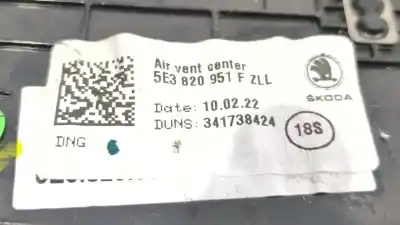 Air vent center
5E3 820 951 F ZLL
Date: 10.02.22
DUNS: 341738424
ŠKODA
18S
DNG